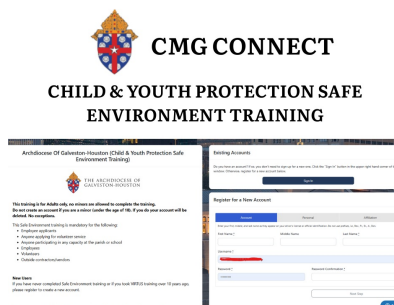 CMG CONNECT
CHILD & YOUTH PROTECTION SAFE
ENVIRONMENT TRAINING
Archdiocese Of Galveston-Houston (Child & Youth Protection Safe
Environment Training)
THE ARCHDIOCESE OF
GALVESTON-HOUSTON
This training is for Adults only, no minors are allowed to complete the training.
Do not create an account if you are a minor (under the age of 18). If you do your account will be
deleted. No exceptions.
This Safe Environment training is mandatory for the following:
• Employee applicants
• Anyone applying for volunteer service
• Anyone participating in any capacity at the parish or school
• Employees
• Volunteers
• Outside contractors/vendors
New Users
If you have never completed Safe Environment training or if you took VIRTUS training over 10 years ago,
please register to create a new account.
Existing Accounts
Sign In
Register for a New Account
Account
Personal
Affiliation
First Name
Middle Name
Last Name
Username
Password
Password Confirmation
Next Step